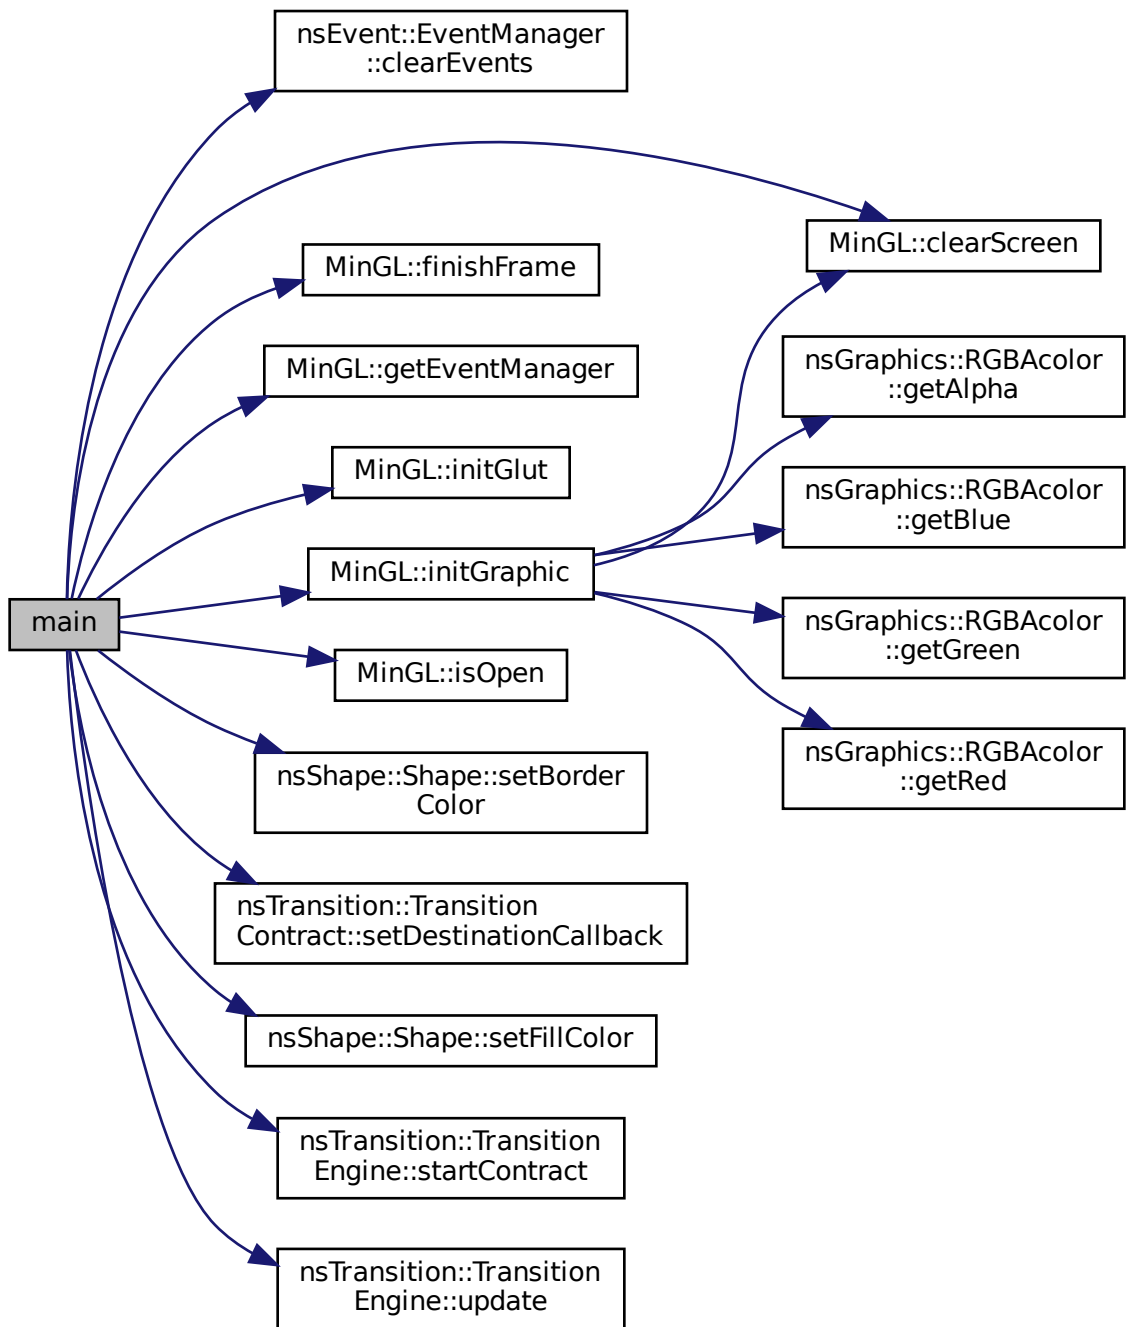 nsEvent::EventManager
::clearEvents
MinGL::clearScreen
MinGL::finishFrame
nsGraphics::RGBAcolor
::getAlpha
MinGL::getEventManager
MinGL::initGlut
nsGraphics::RGBAcolor
::getBlue
MinGL::initGraphic
main
nsGraphics::RGBAcolor
::getGreen
MinGL::isOpen
nsGraphics::RGBAcolor
::getRed
nsShape::Shape::setBorder
Color
nsTransition::Transition
Contract::setDestinationCallback
nsShape::Shape::setFillColor
nsTransition::Transition
Engine::startContract
nsTransition::Transition
Engine::update